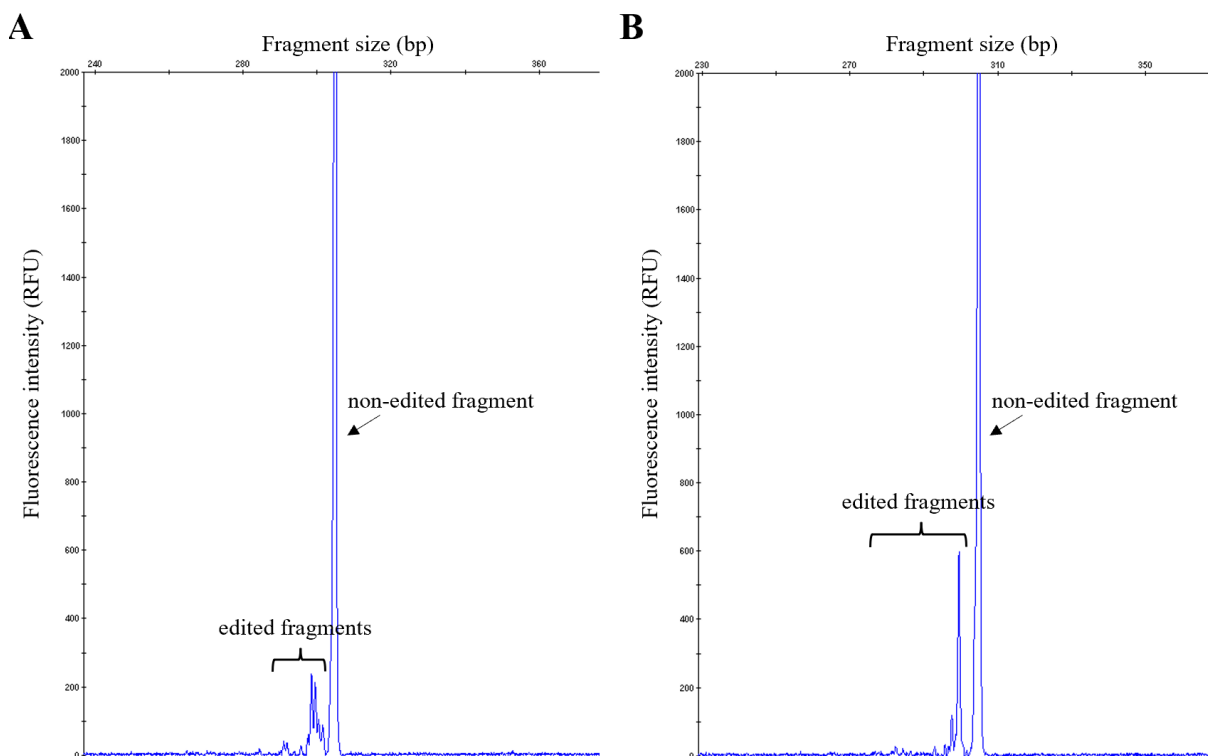 A
Fragment size (bp)
240 280 320 360
2000
1800
1600
1400
1200
1000
800
600
400
200
0
Fluorescence intensity (RFU)
non-edited fragment
edited fragments
B
Fragment size (bp)
230 270 310 350
2000
1800
1600
1400
1200
1000
800
600
400
200
0
Fluorescence intensity (RFU)
non-edited fragment
edited fragments